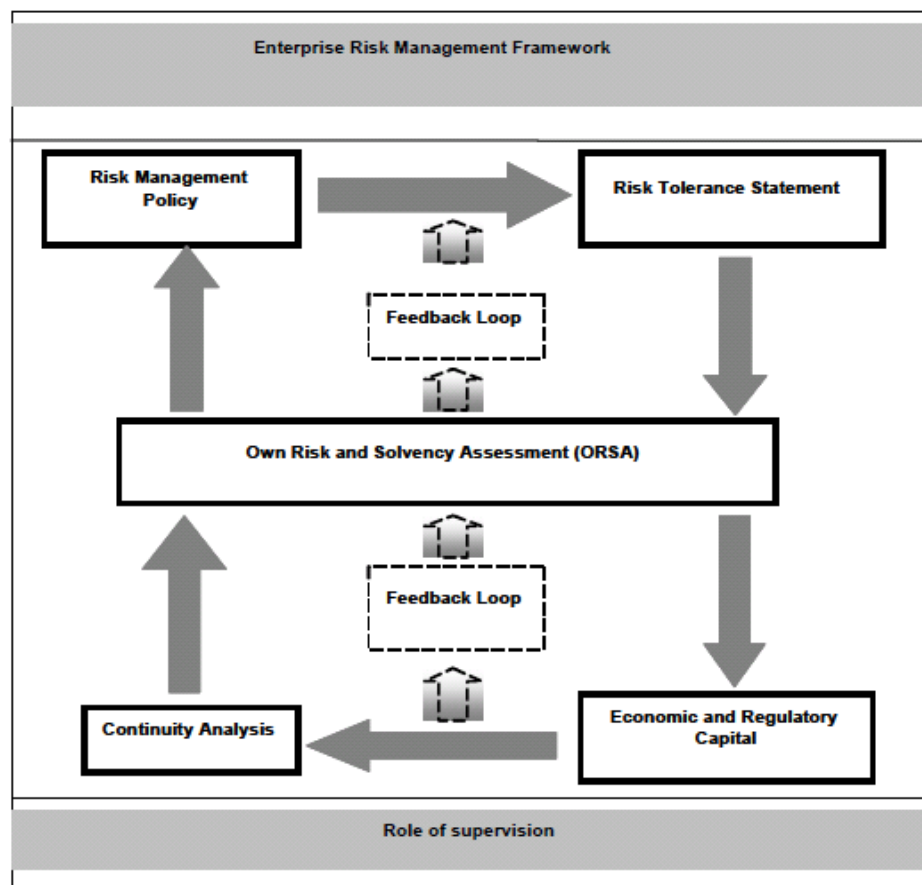 Enterprise Risk Management Framework
Risk Management
Policy
Risk Tolerance Statement
Feedback Loop
Own Risk and Solvency Assessment (ORSA)
Feedback Loop
Continuity Analysis
Economic and Regulatory
Capital
Role of supervision